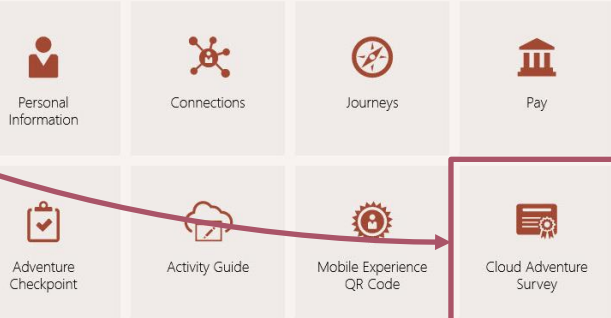 Personal
Information
Connections
Journeys
Pay
Adventure
Checkpoint
Activity Guide
Mobile Experience
QR Code
Cloud Adventure
Survey